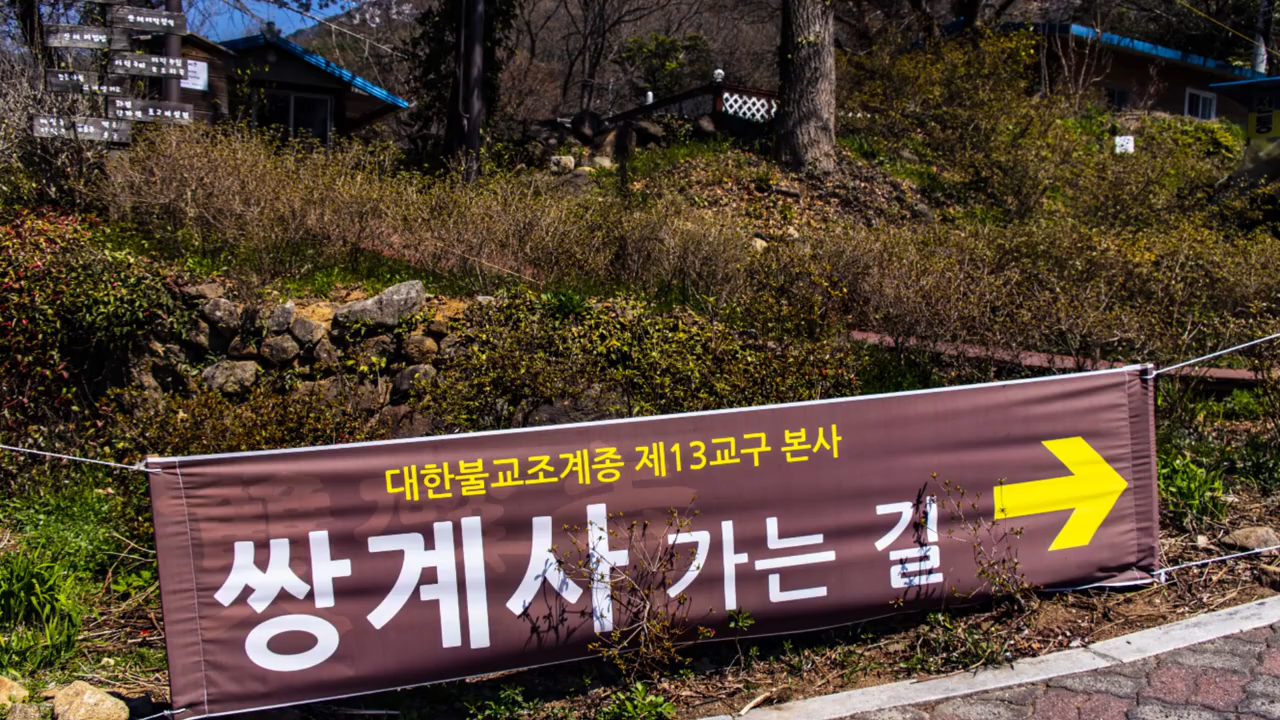 대한불교조계종 제13교구 본사
쌍계사 가는 길